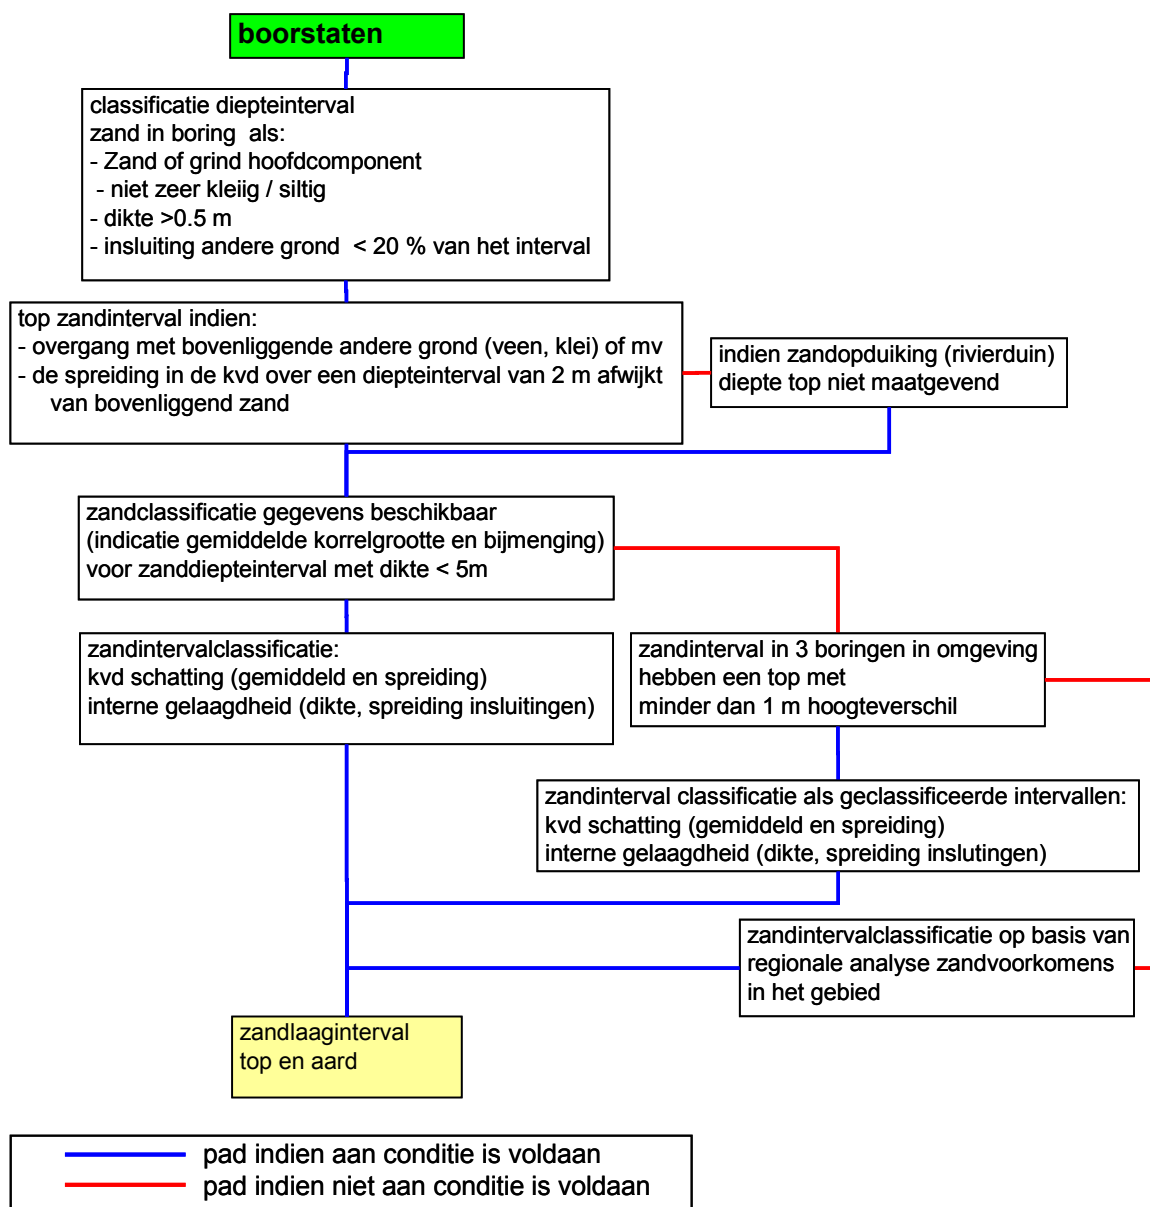 boorstaten
classificatie diepteinterval
zand in boring als:
- Zand of grind hoofdcomponent
- niet zeer kleiig / siltig
- dikte >0.5 m
- insluiting andere grond < 20 % van het interval
top zandinterval indien:
- overgang met bovenliggende andere grond (veen, klei) of mv
- de spreiding in de kvd over een diepteinterval van 2 m afwijkt
van bovenliggend zand
indien zandopduiking (rivierduin)
diepte top niet maatgevend
zandclassificatie gegevens beschikbaar
(indicatie gemiddelde korrelgrootte en bijmenging)
voor zanddiepteinterval met dikte < 5m
zandintervalclassificatie:
kvd schatting (gemiddeld en spreiding)
interne gelaagdheid (dikte, spreiding insluitingen)
zandinterval in 3 boringen in omgeving
hebben een top met
minder dan 1 m hoogteverschil
zandinterval classificatie als geclassificeerde intervallen:
kvd schatting (gemiddeld en spreiding)
interne gelaagdheid (dikte, spreiding inslutingen)
zandintervalclassificatie op basis van
regionale analyse zandvoorkomens
in het gebied
zandlaaginterval
top en aard
pad indien aan conditie is voldaan
pad indien niet aan conditie is voldaan